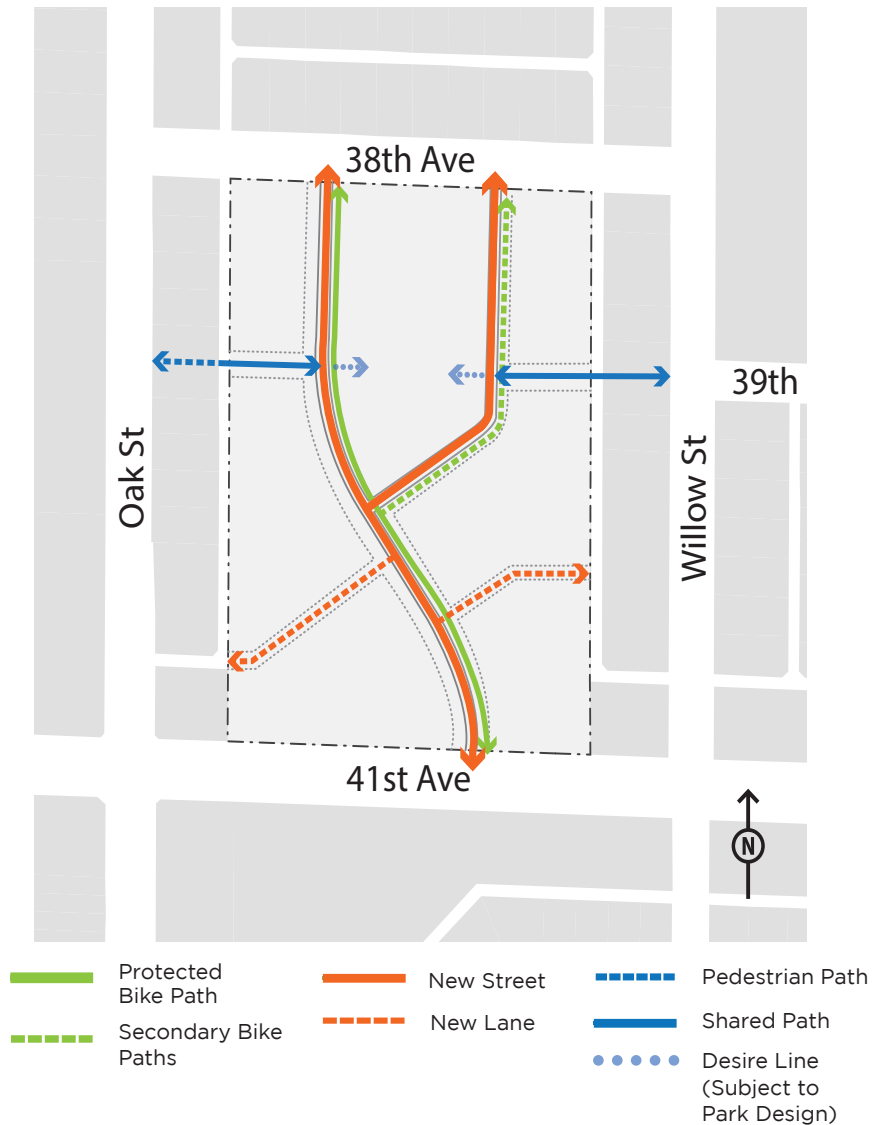 38th Ave
39th
Oak St
Willow St
41st Ave
N
Protected
Bike Path
Secondary Bike
Paths
New Street
New Lane
Pedestrian Path
Shared Path
Desire Line
(Subject to
Park Design)